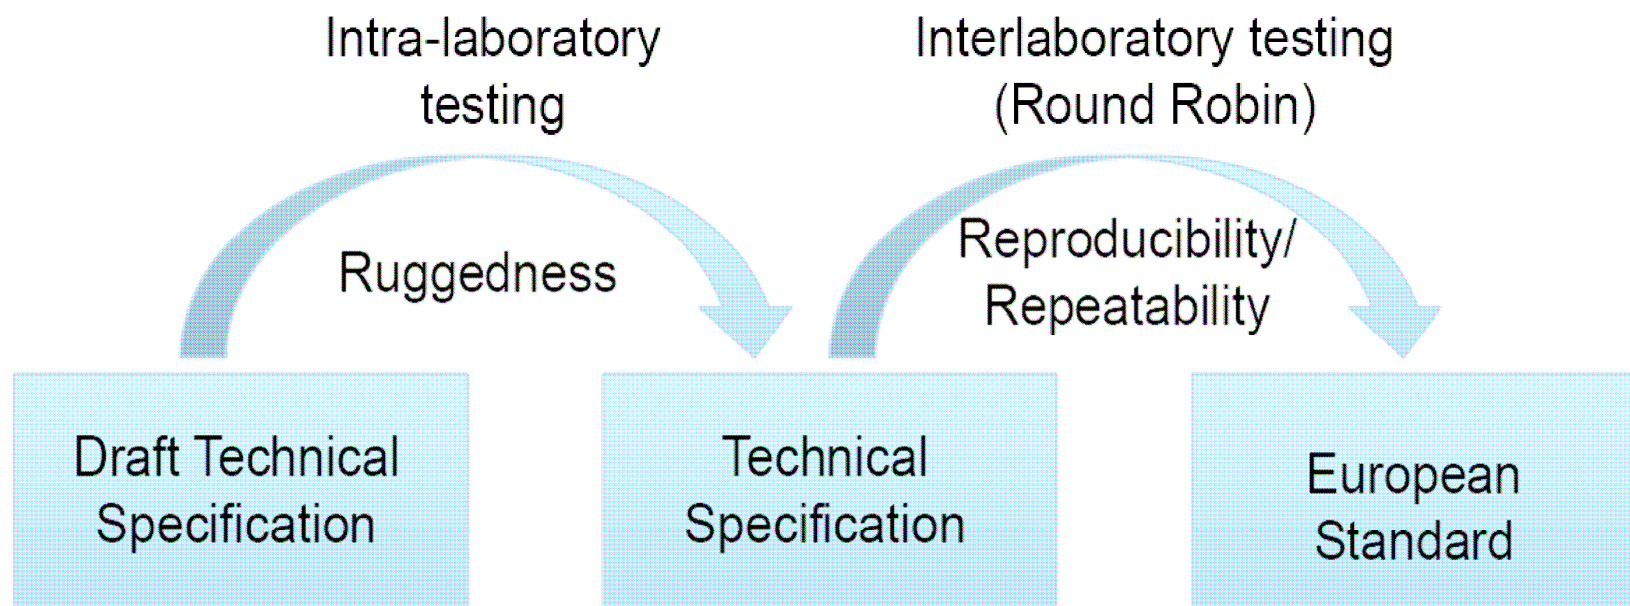 Intra-laboratory
testing
Interlaboratory testing
(Round Robin)
Ruggedness
Reproducibility/
Repeatability
Draft Technical
Specification
Technical
Specification
European
Standard